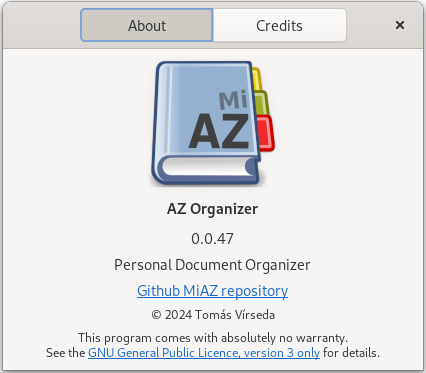 About Credits ×
Mi
AZ
AZ Organizer
0.0.47
Personal Document Organizer
Github MiAZ repository
© 2024 Tomás Vírseda
This program comes with absolutely no warranty.
See the GNU General Public Licence, version 3 only for details.